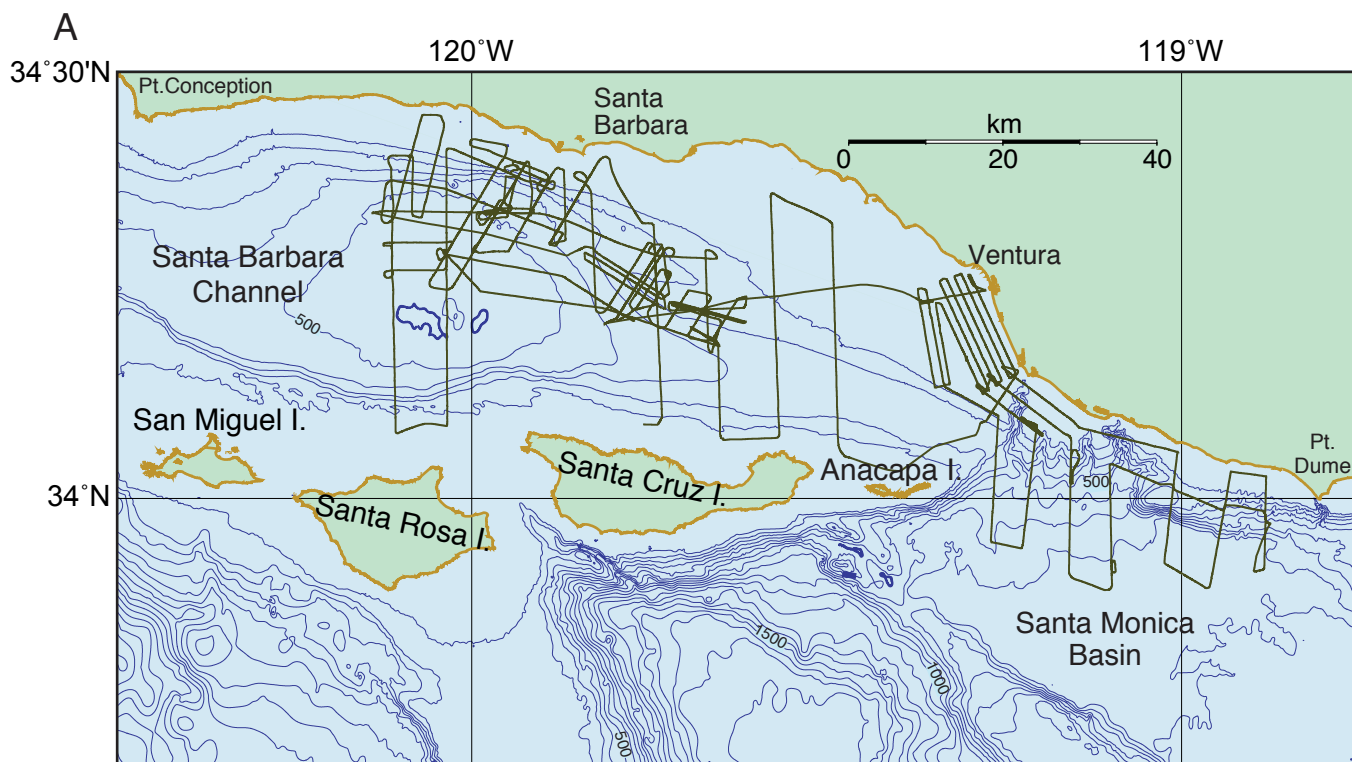 A
120°W
119°W
34°30'N
Pt.Conception
Santa
Barbara
km
0
20
40
Santa Barbara
Channel
Ventura
500
San Miguel I.
Santa Cruz I.
Anacapa I.
Pt.
Dume
500
34°N
Santa Rosa I.
Santa Monica
Basin
1500
1000
500